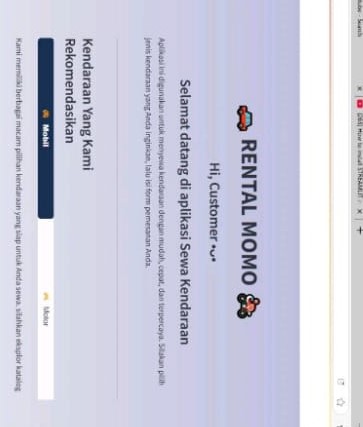 tube - Search
(265) How to install STREAMLIT
RENTAL MOMO
Hi, Customer •ᴗ•
Selamat datang di aplikasi Sewa Kendaraan
Aplikasi ini digunakan untuk menyewa kendaraan dengan mudah, cepat, dan terpercaya. Silakan pilih
jenis kendaraan yang Anda inginkan, lalu isi form pemesanan Anda.
Kendaraan Yang Kami
Rekomendasikan
Mobil
Motor
Kami memiliki berbagai macam pilihan kendaraan yang siap untuk Anda sewa. silahkan eksplor katalog